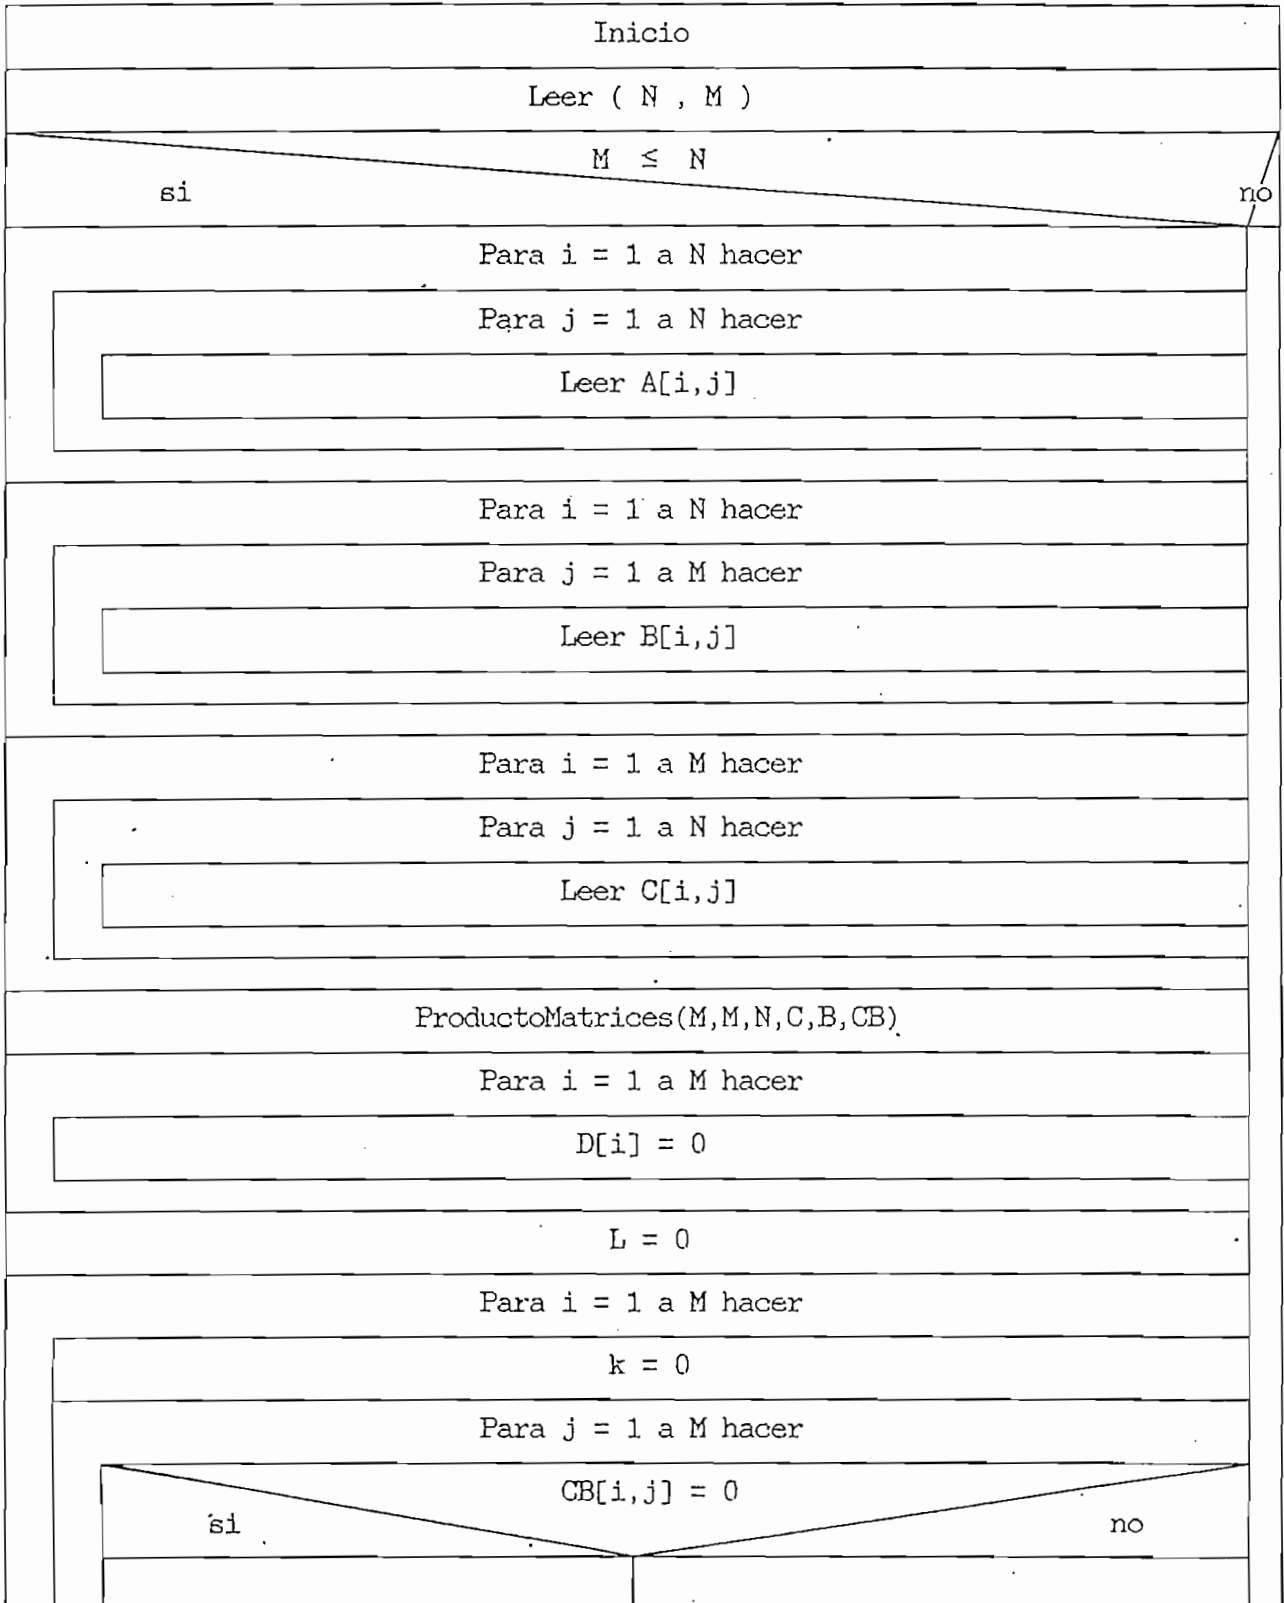 Inicio
Leer ( N , M )
M ≤ N
si
no
Para i = 1 a N hacer
Para j = 1 a N hacer
Leer A[i,j]
Para i = 1 a N hacer
Para j = 1 a M hacer
Leer B[i,j]
Para i = 1 a M hacer
Para j = 1 a N hacer
Leer C[i,j]
ProductoMatrices(M,M,N,C,B,CB)
Para i = 1 a M hacer
D[i] = 0
L = 0
Para i = 1 a M hacer
k = 0
Para j = 1 a M hacer
CB[i,j] = 0
si
no